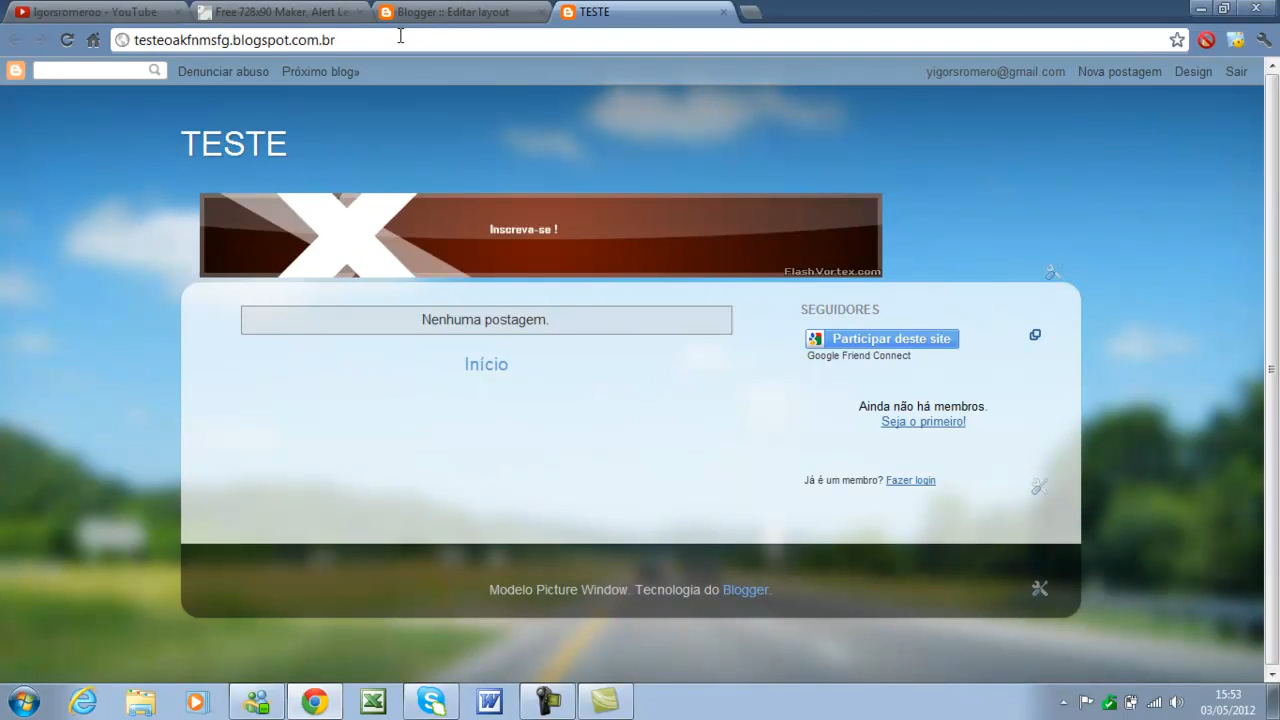 Igorsromeroo - YouTube
Free 728x90 Maker, Alert Le
Blogger :: Editar layout
TESTE
testeoakfnmsfg.blogspot.com.br
Denunciar abuso
Próximo blog»
yigorsromero@gmail.com
Nova postagem
Design
Sair
TESTE
Inscreva-se !
FlashVortex.com
Nenhuma postagem.
Início
SEGUIDORES
Participar deste site
Google Friend Connect
Ainda não há membros.
Seja o primeiro!
Já é um membro? Fazer login
Modelo Picture Window. Tecnologia do Blogger.
15:53
03/05/2012